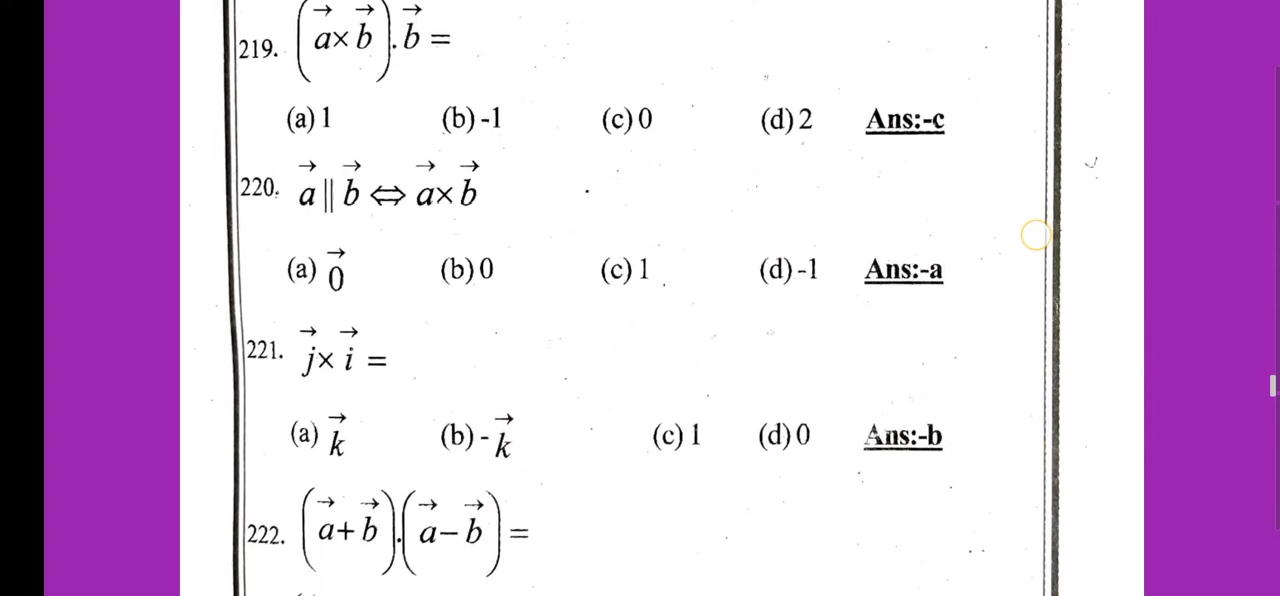 219. (a⃗ × b⃗).b⃗ =
(a) 1 (b) -1 (c) 0 (d) 2 Ans:-c
220. a⃗ || b⃗ ⇔ a⃗ × b⃗
(a) 0⃗ (b) 0 (c) 1 (d) -1 Ans:-a
221. j⃗ × i⃗ =
(a) k⃗ (b) - k⃗ (c) 1 (d) 0 Ans:-b
222. (a⃗ + b⃗).(a⃗ − b⃗) =